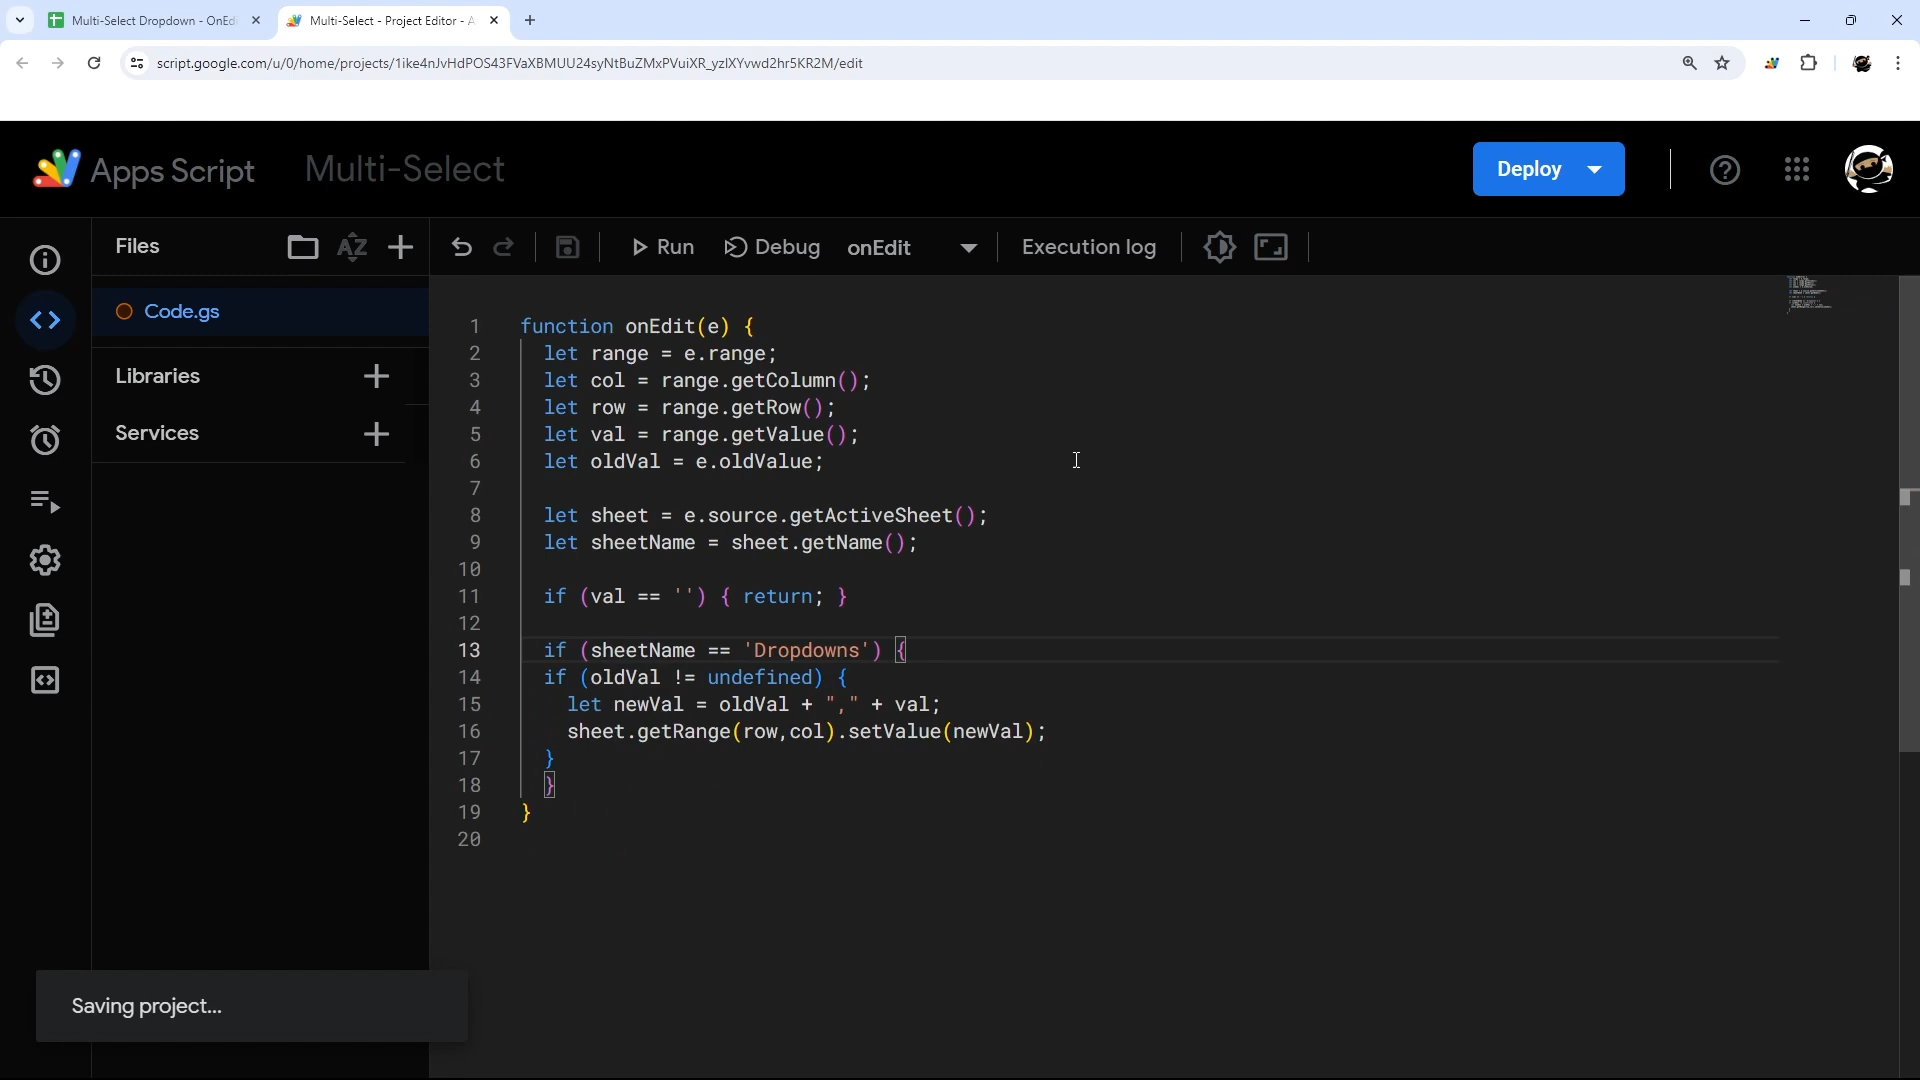 Multi-Select Dropdown - OnEd
Multi-Select - Project Editor - A
script.google.com/u/0/home/projects/1ike4nJvHdPOS43FVaXBMUU24syNtBuZMxPVuiXR_yzlXYvwd2hr5KR2M/edit
Apps Script
Multi-Select
Deploy
Files
Run
Debug
onEdit
Execution log
Code.gs
Libraries
Services
1 function onEdit(e) {
2 let range = e.range;
3 let col = range.getColumn();
4 let row = range.getRow();
5 let val = range.getValue();
6 let oldVal = e.oldValue;
7
8 let sheet = e.source.getActiveSheet();
9 let sheetName = sheet.getName();
10
11 if (val == '') { return; }
12
13 if (sheetName == 'Dropdowns') {
14 if (oldVal != undefined) {
15 let newVal = oldVal + "," + val;
16 sheet.getRange(row,col).setValue(newVal);
17 }
18 }
19 }
20
Saving project...